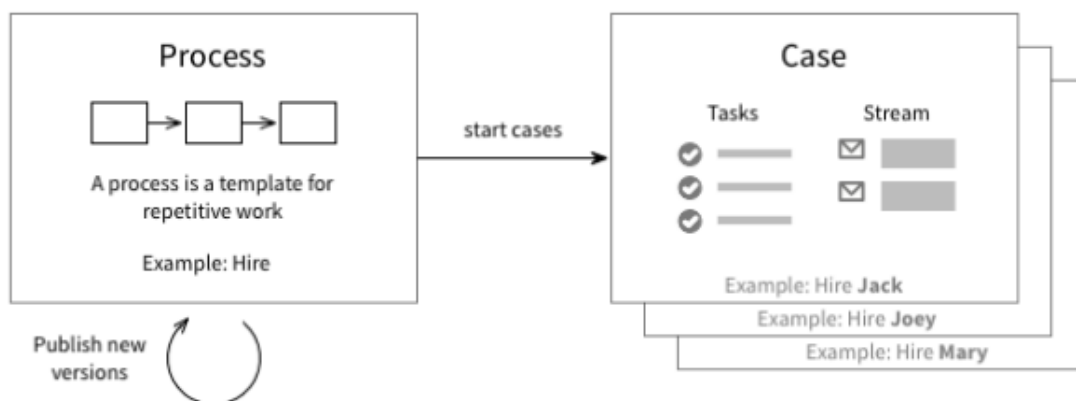 Process
A process is a template for
repetitive work
Example: Hire
Publish new
versions
start cases
Case
Tasks
Stream
Example: Hire Jack
Example: Hire Joey
Example: Hire Mary